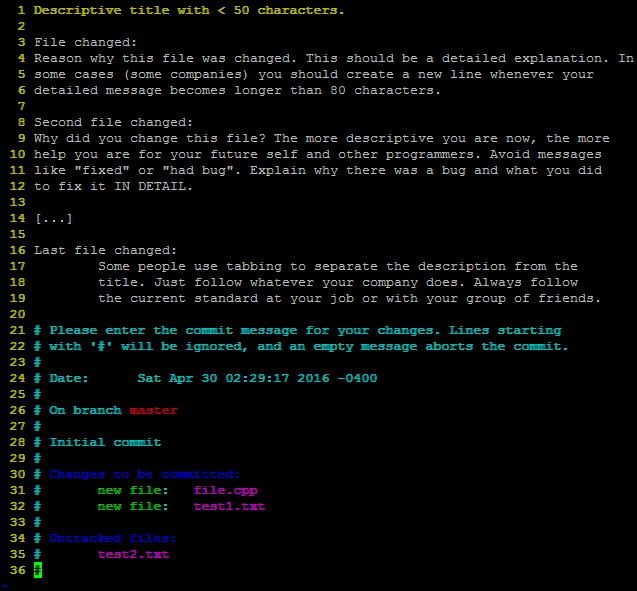 1 Descriptive title with < 50 characters.
2
3 File changed:
4 Reason why this file was changed. This should be a detailed explanation. In
5 some cases (some companies) you should create a new line whenever your
6 detailed message becomes longer than 80 characters.
7
8 Second file changed:
9 Why did you change this file? The more descriptive you are now, the more
10 help you are for your future self and other programmers. Avoid messages
11 like "fixed" or "had bug". Explain why there was a bug and what you did
12 to fix it IN DETAIL.
13
14 [...]
15
16 Last file changed:
17         Some people use tabbing to separate the description from the
18         title. Just follow whatever your company does. Always follow
19         the current standard at your job or with your group of friends.
20
21 # Please enter the commit message for your changes. Lines starting
22 # with '#' will be ignored, and an empty message aborts the commit.
23 #
24 # Date:      Sat Apr 30 02:29:17 2016 -0400
25 #
26 # On branch master
27 #
28 # Initial commit
29 #
30 # Changes to be committed:
31 #       new file:   file.cpp
32 #       new file:   test1.txt
33 #
34 # Untracked files:
35 #       test2.txt
36 #
~